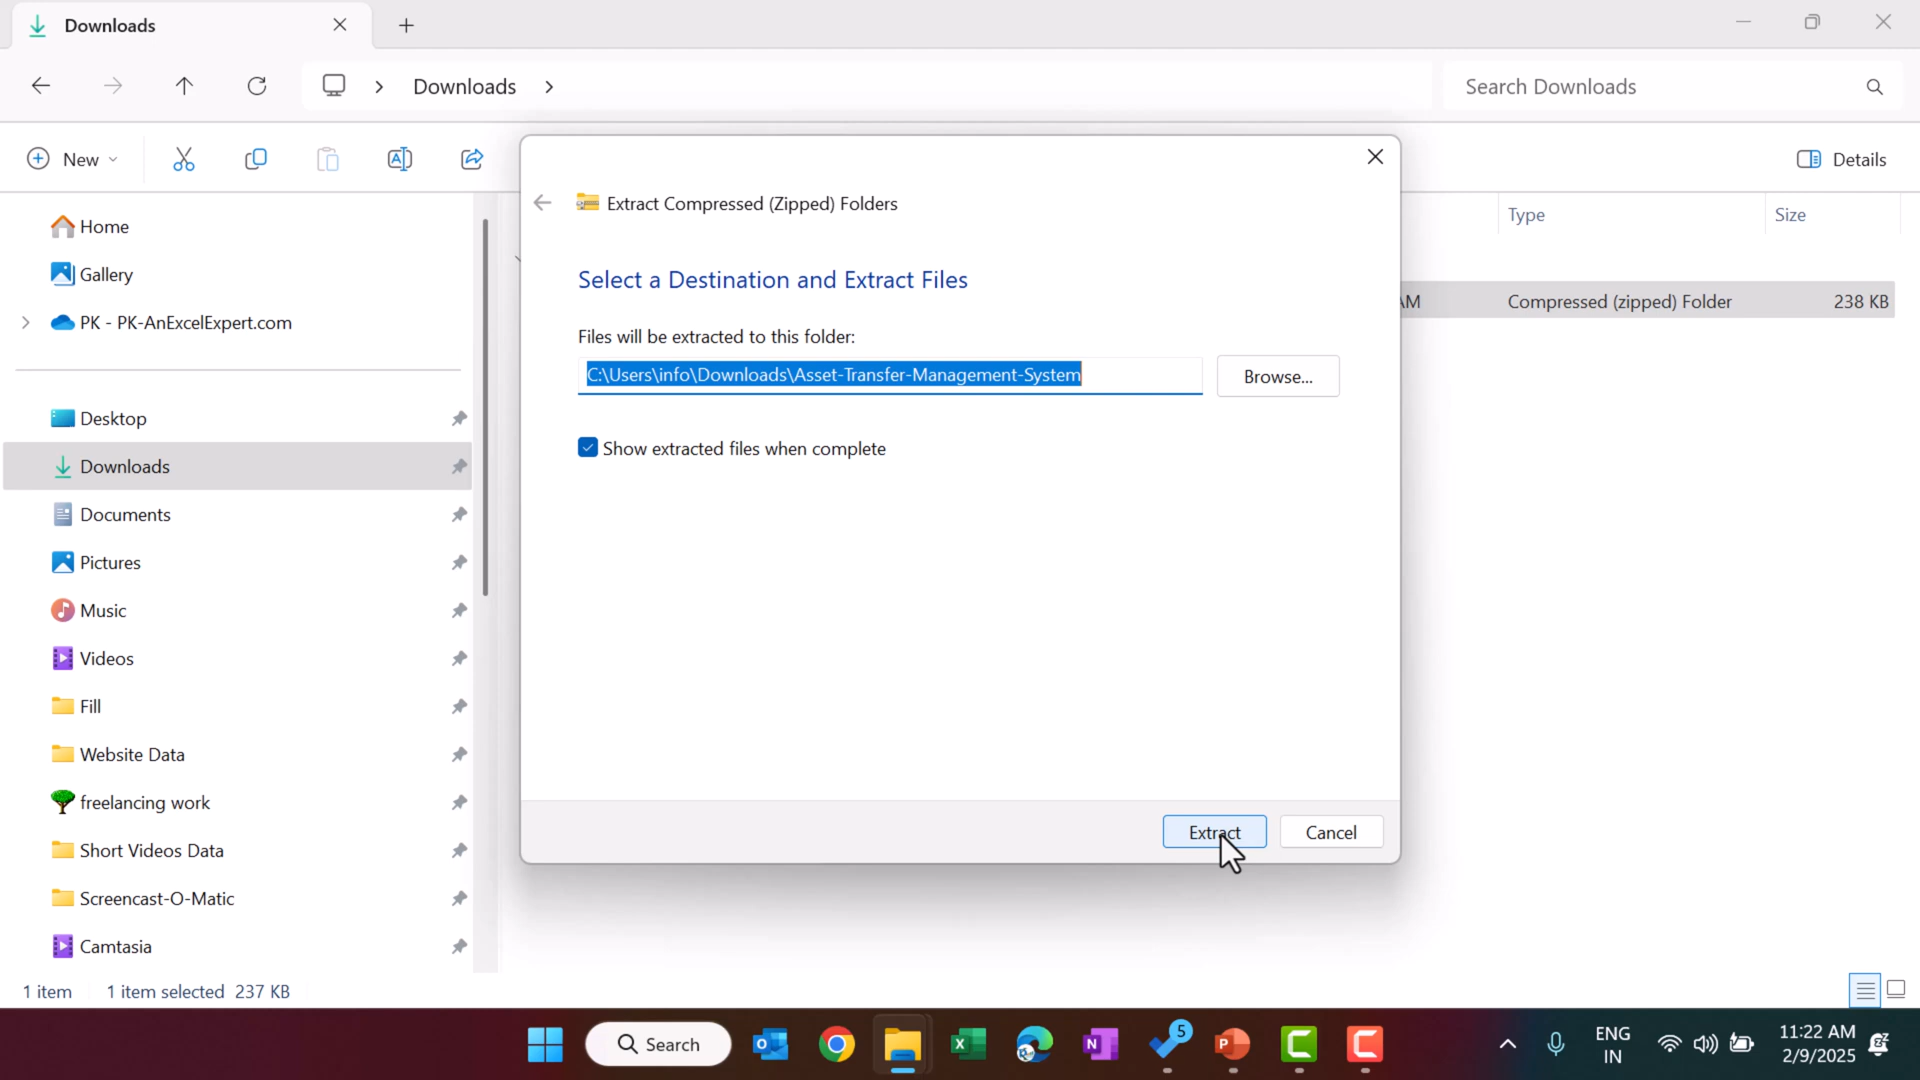 Downloads
Downloads
Search Downloads
New
Details
Home
Gallery
PK - PK-AnExcelExpert.com
Desktop
Downloads
Documents
Pictures
Music
Videos
Fill
Website Data
freelancing work
Short Videos Data
Screencast-O-Matic
Camtasia
Extract Compressed (Zipped) Folders
Select a Destination and Extract Files
Files will be extracted to this folder:
C:\Users\info\Downloads\Asset-Transfer-Management-System
Browse...
Show extracted files when complete
Extract
Cancel
Type
Size
AM
Compressed (zipped) Folder
238 KB
1 item
1 item selected 237 KB
Search
5
ENG
IN
11:22 AM
2/9/2025